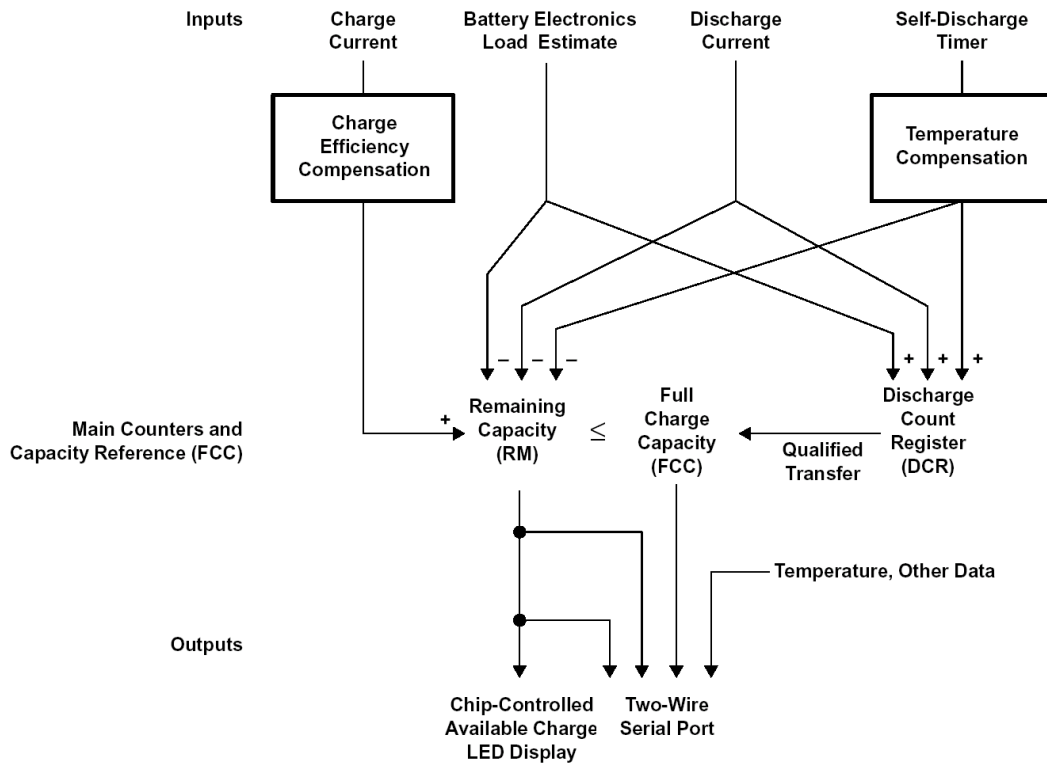 Inputs
Charge
Current
Battery Electronics
Load Estimate
Discharge
Current
Self-Discharge
Timer
Charge
Efficiency
Compensation
Temperature
Compensation
– – –
+ + +
Main Counters and
Capacity Reference (FCC)
+
Remaining
Capacity
(RM)
≤
Full
Charge
Capacity
(FCC)
Qualified
Transfer
Discharge
Count
Register
(DCR)
Temperature, Other Data
Outputs
Chip-Controlled
Available Charge
LED Display
Two-Wire
Serial Port